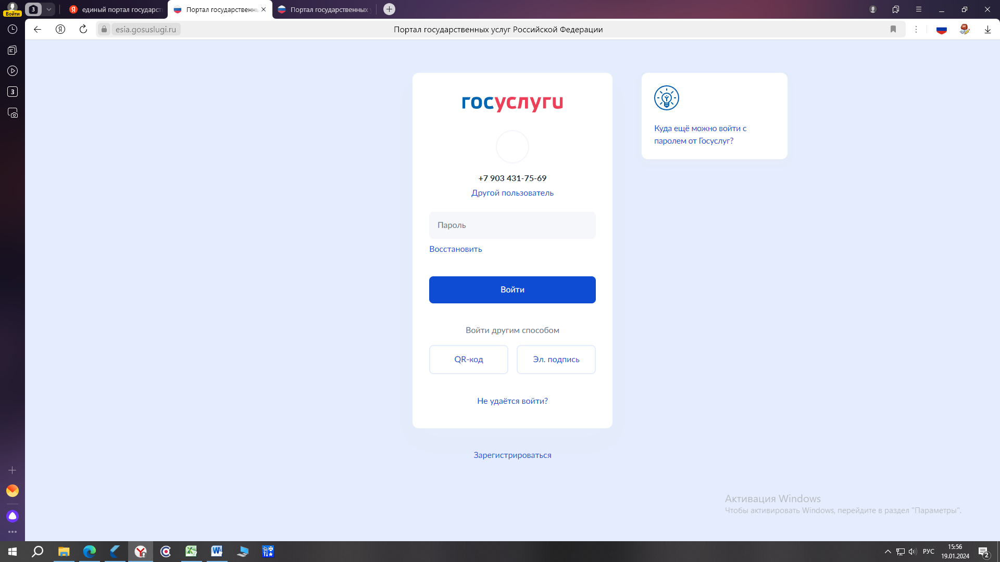 Войти
3
единый портал государст
Портал государственнь
Портал государственных
esia.gosuslugi.ru
Портал государственных услуг Российской Федерации
3
госуслуги
+7 903 431-75-69
Другой пользователь
Пароль
Восстановить
Войти
Войти другим способом
QR-код
Эл. подпись
Не удаётся войти?
Зарегистрироваться
Куда ещё можно войти с
паролем от Госуслуг?
Активация Windows
Чтобы активировать Windows, перейдите в раздел "Параметры".
РУС
15:56
19.01.2024
2